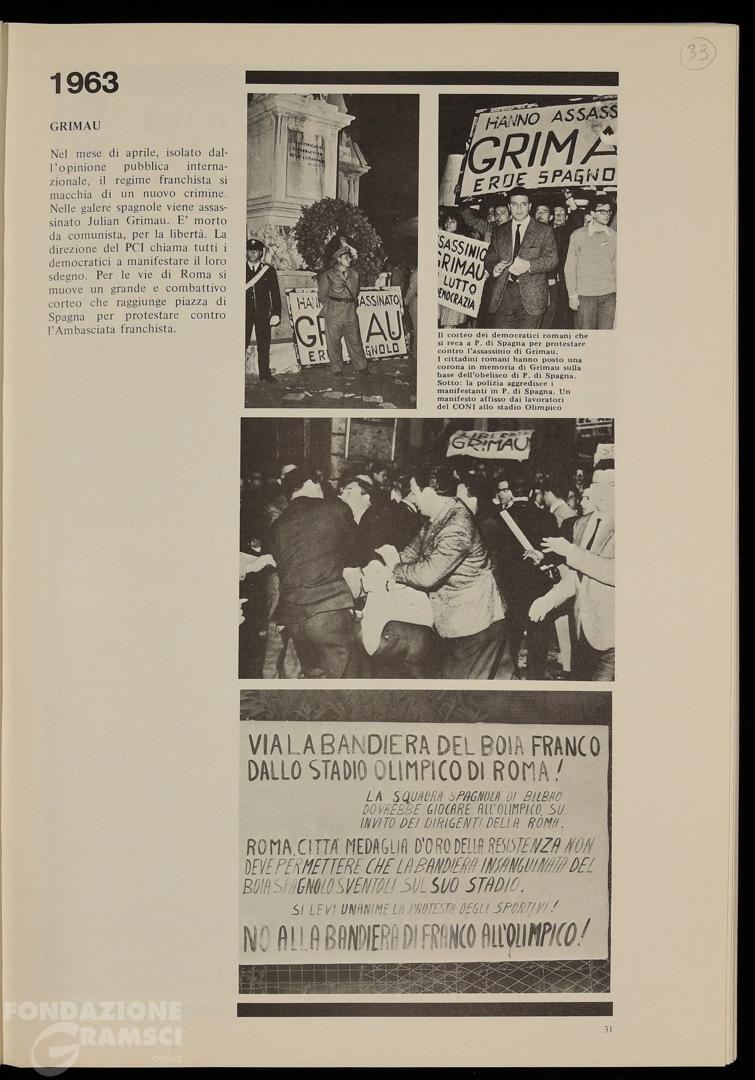 33
1963
GRIMAU
Nel mese di aprile, isolato dal-
l'opinione pubblica interna-
zionale, il regime franchista si
macchia di un nuovo crimine.
Nelle galere spagnole viene assas-
sinato Julian Grimau. E' morto
da comunista, per la libertà. La
direzione del PCI chiama tutti i
democratici a manifestare il loro
sdegno. Per le vie di Roma si
muove un grande e combattivo
corteo che raggiunge piazza di
Spagna per protestare contro
l'Ambasciata franchista.
HAN ASSASSINATO
GR AU
ERO GNOLO
HANNO ASSASS
GRIMA
EROE SPAGNO
SSASSINIO
GRIMAU
LUTTO
EMOCRAZIA
Il corteo dei democratici romani che
si reca a P. di Spagna per protestare
contro l'assassinio di Grimau.
I cittadini romani hanno posto una
corona in memoria di Grimau sulla
base dell'obelisco di P. di Spagna.
Sotto: la polizia aggredisce i
manifestanti in P. di Spagna. Un
manifesto affisso dai lavoratori
del CONI allo stadio Olimpico
GRIMAU
VIA LA BANDIERA DEL BOIA FRANCO
DALLO STADIO OLIMPICO DI ROMA!
LA SQUADRA SPAGNOLA DI BILBAO
DOVREBBE GIOCARE ALL'OLIMPICO, SU
INVITO DEI DIRIGENTI DELLA ROMA.
ROMA, CITTA' MEDAGLIA D'ORO DELLA RESISTENZA NON
DEVE PERMETTERE CHE LA BANDIERA INSANGUINATA DEL
BOIA SPAGNOLO SVENTOLI SUL SUO STADIO.
SI LEVI UNANIME LA PROTESTA DEGLI SPORTIVI!
NO ALLA BANDIERA DI FRANCO ALL'OLIMPICO!
31
FONDAZIONE
GRAMSCI
onlus